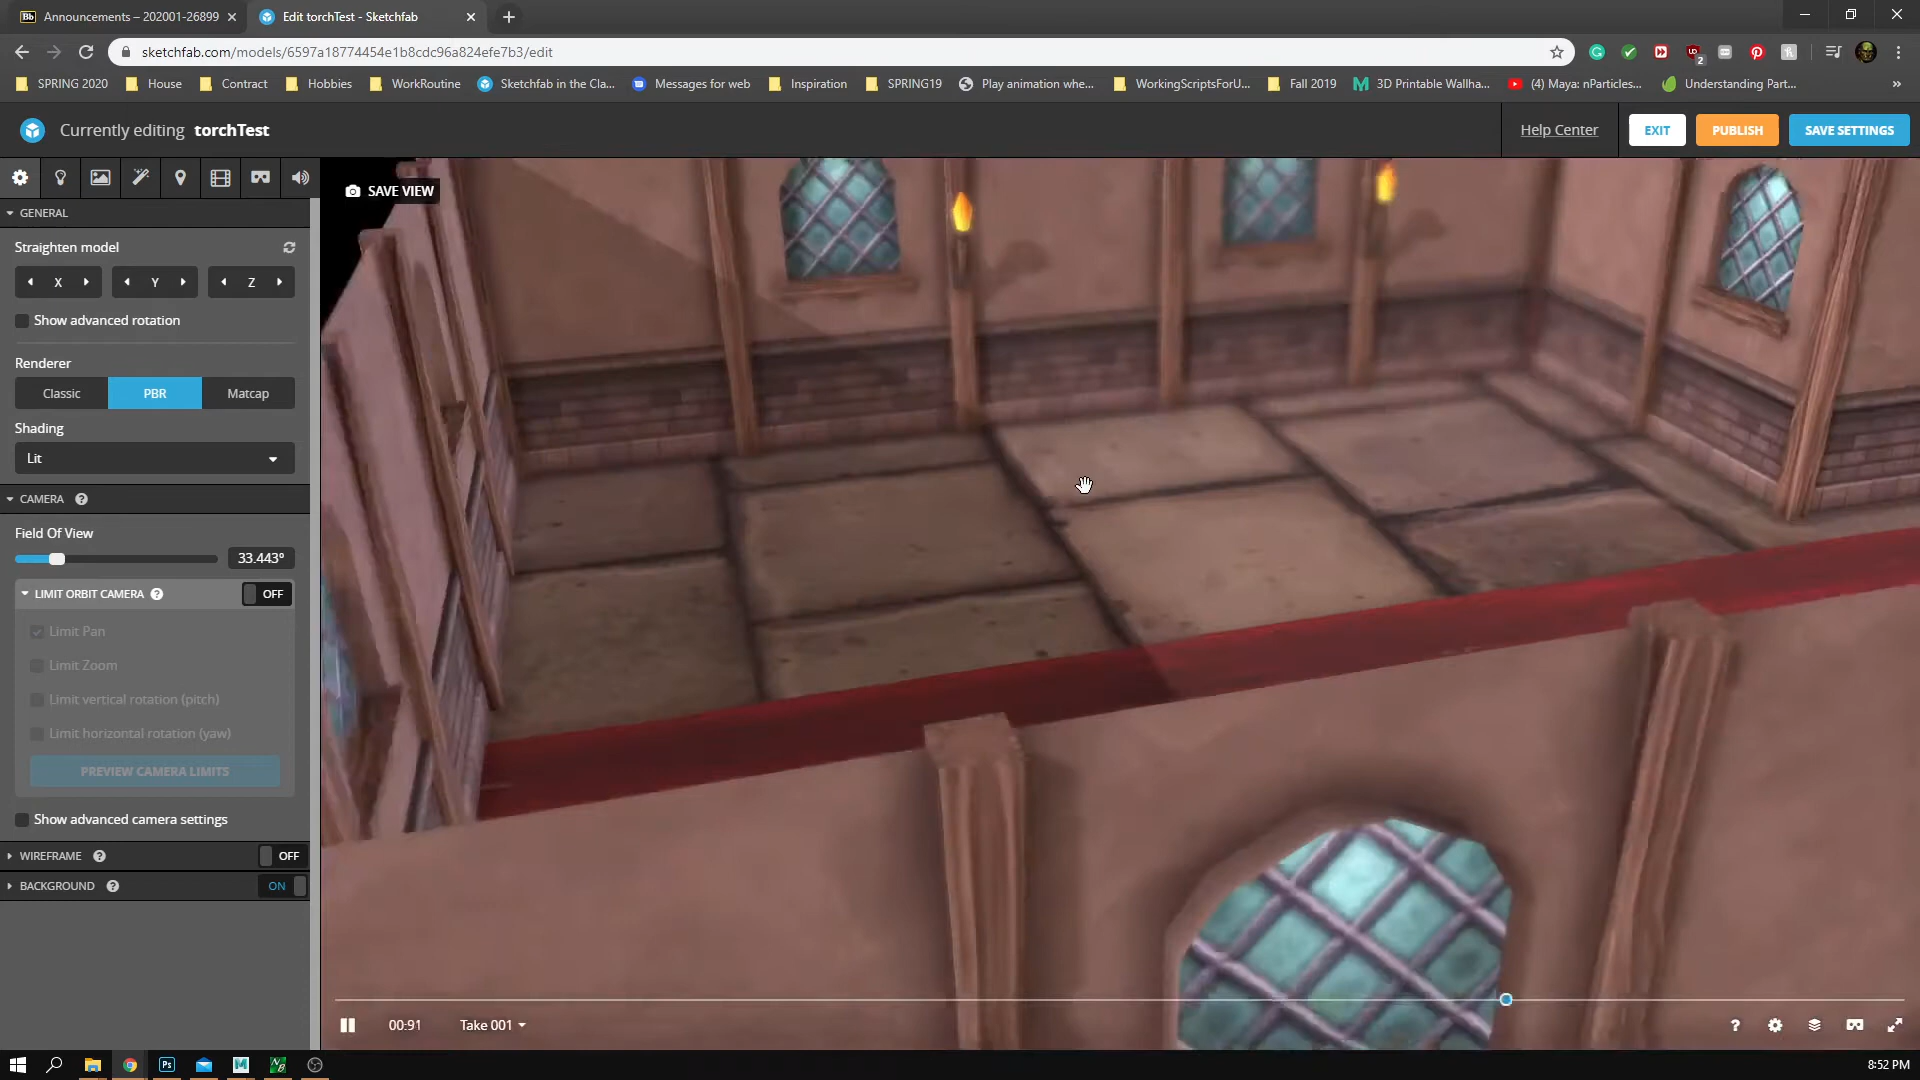 Announcements – 202001-26899
Edit torchTest - Sketchfab
sketchfab.com/models/6597a18774454e1b8cdc96a824efe7b3/edit
2
SPRING 2020 House Contract Hobbies WorkRoutine Sketchfab in the Cla... Messages for web Inspiration SPRING19 Play animation whe... WorkingScriptsForU... Fall 2019 3D Printable Wallha... (4) Maya: nParticles... Understanding Part... »
Currently editing torchTest
Help Center EXIT PUBLISH SAVE SETTINGS
SAVE VIEW
GENERAL
Straighten model
X Y Z
Show advanced rotation
Renderer
Classic PBR Matcap
Shading
Lit
CAMERA ?
Field Of View
33.443°
LIMIT ORBIT CAMERA ? OFF
Limit Pan
Limit Zoom
Limit vertical rotation (pitch)
Limit horizontal rotation (yaw)
PREVIEW CAMERA LIMITS
Show advanced camera settings
WIREFRAME ? OFF
BACKGROUND ? ON
00:91 Take 001 ?
8:52 PM